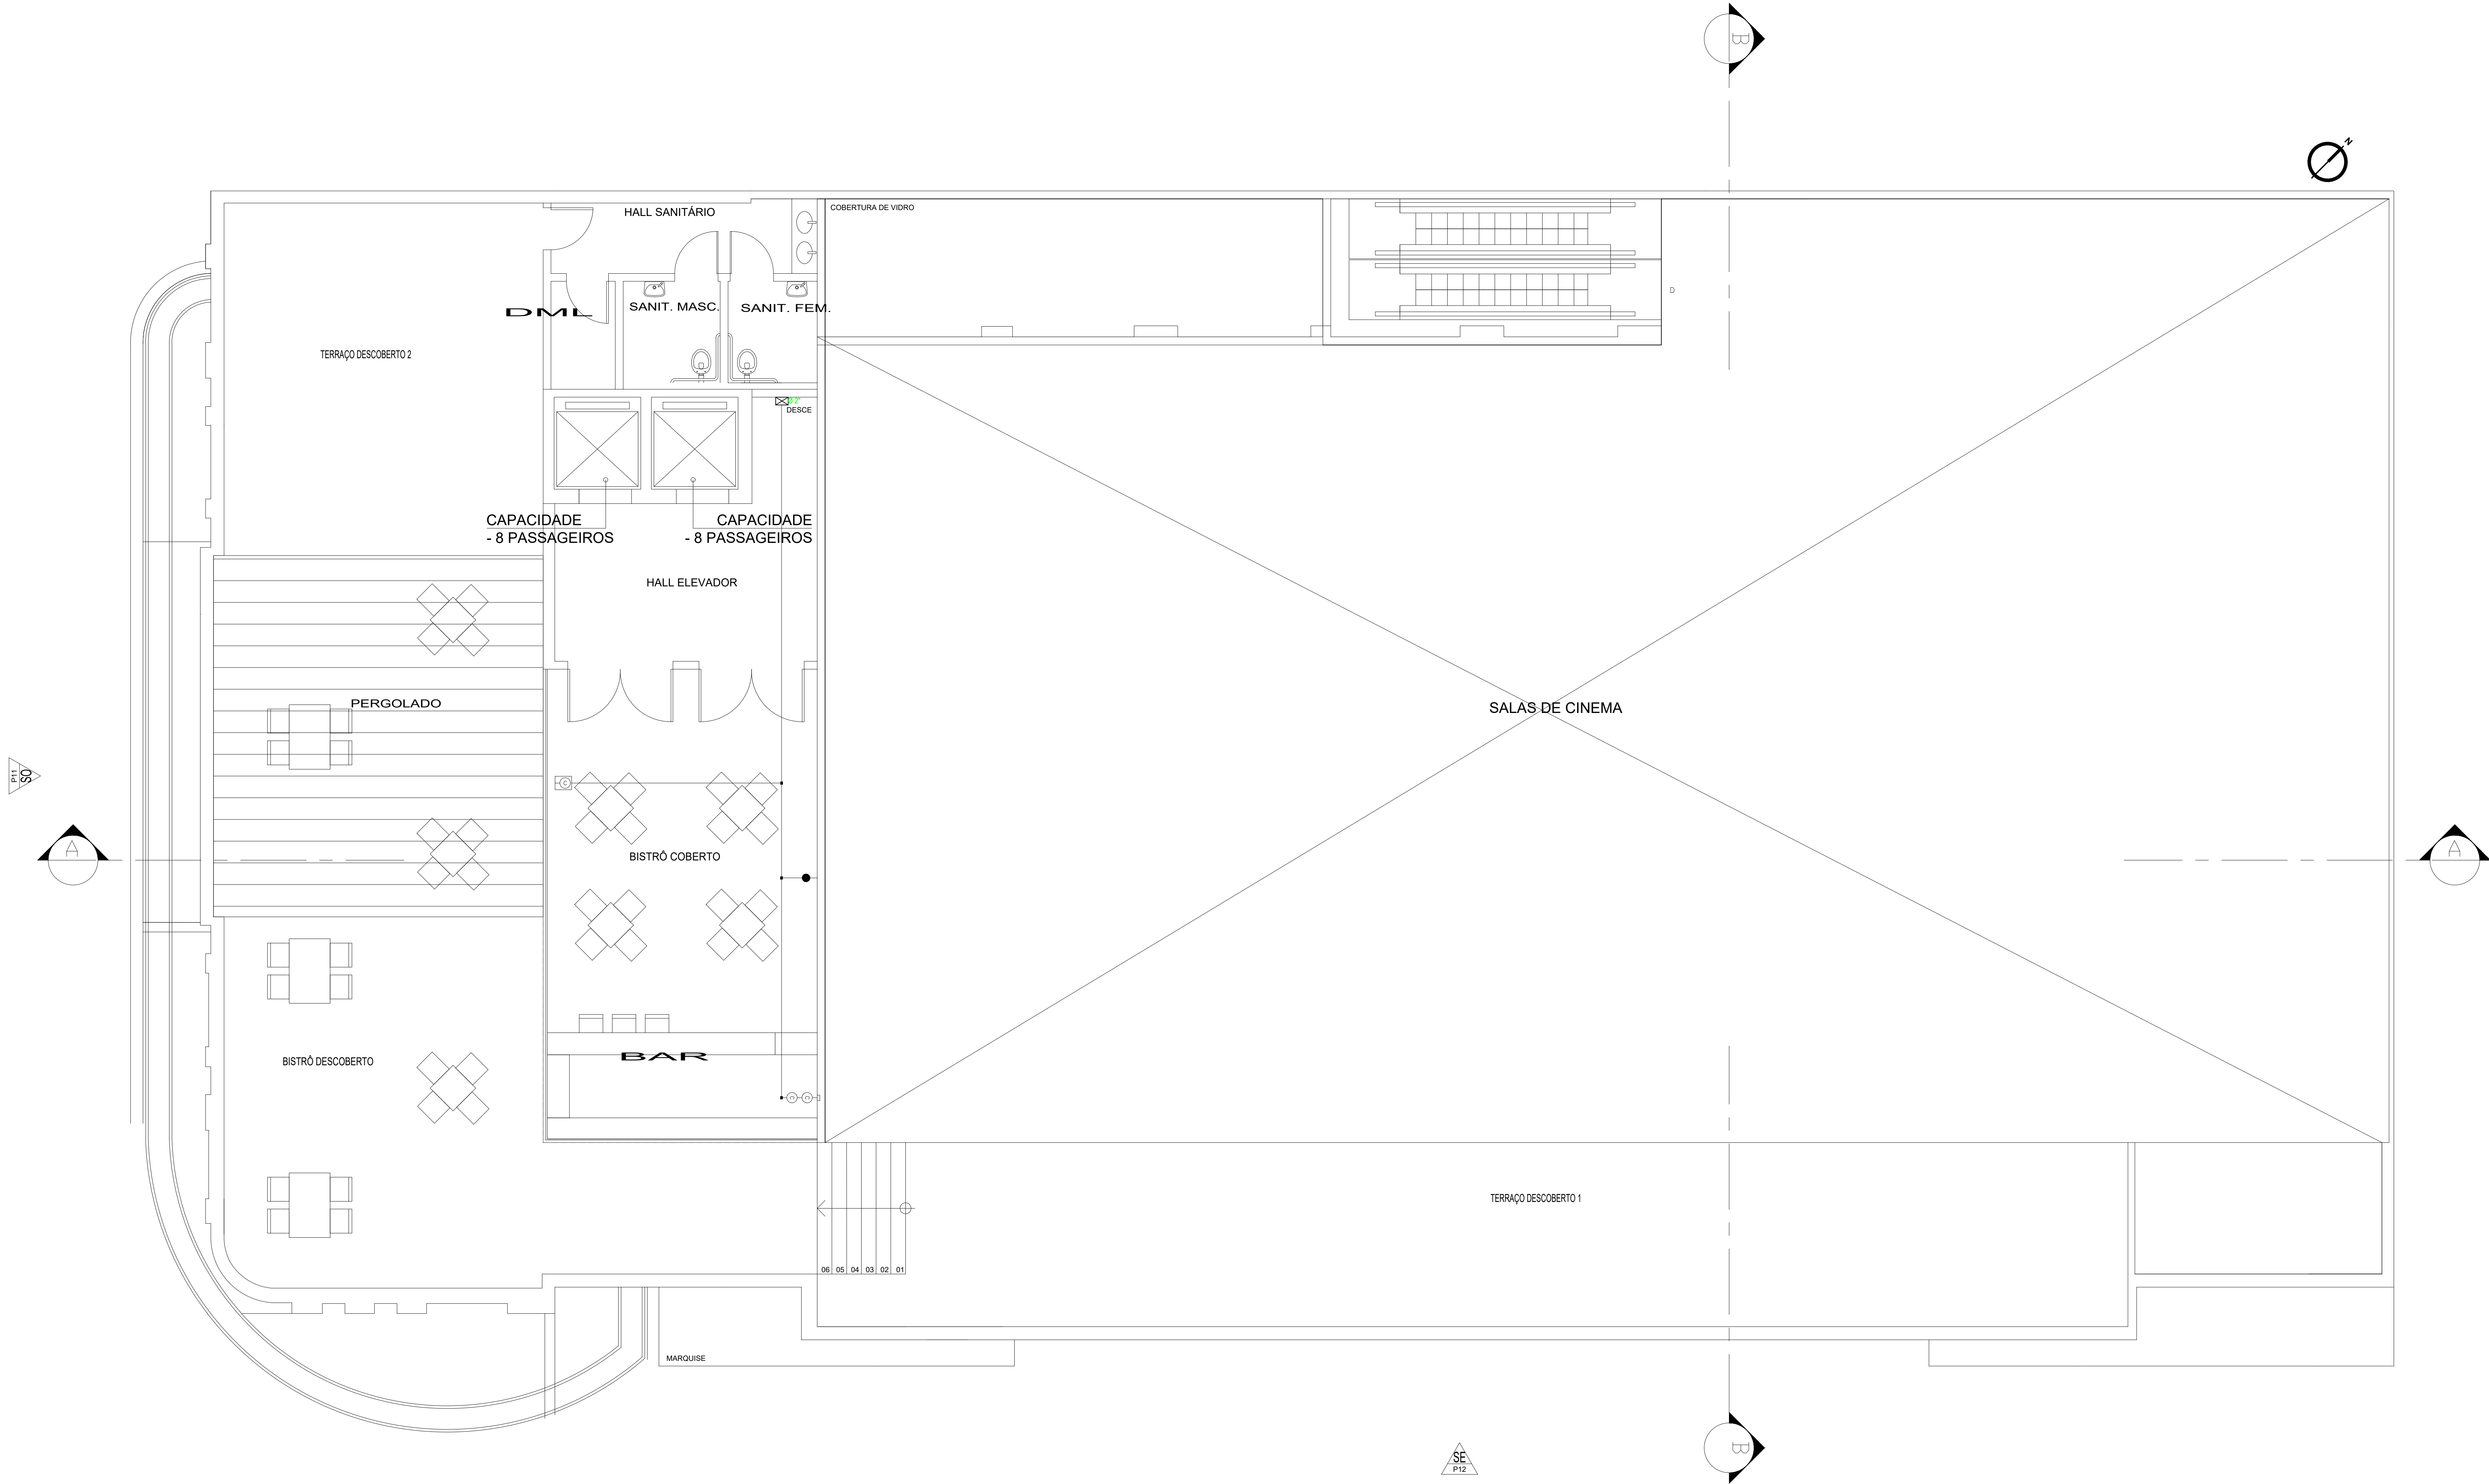 B
N
HALL SANITÁRIO
COBERTURA DE VIDRO
D
DML
SANIT. MASC.
SANIT. FEM.
TERRAÇO DESCOBERTO 2
Ø 2"
DESCE
CAPACIDADE
- 8 PASSAGEIROS
CAPACIDADE
- 8 PASSAGEIROS
HALL ELEVADOR
PERGOLADO
SALAS DE CINEMA
P11
SO
C
A
A
BISTRÔ COBERTO
BAR
BISTRÔ DESCOBERTO
TERRAÇO DESCOBERTO 1
06 05 04 03 02 01
MARQUISE
B
SE
P12